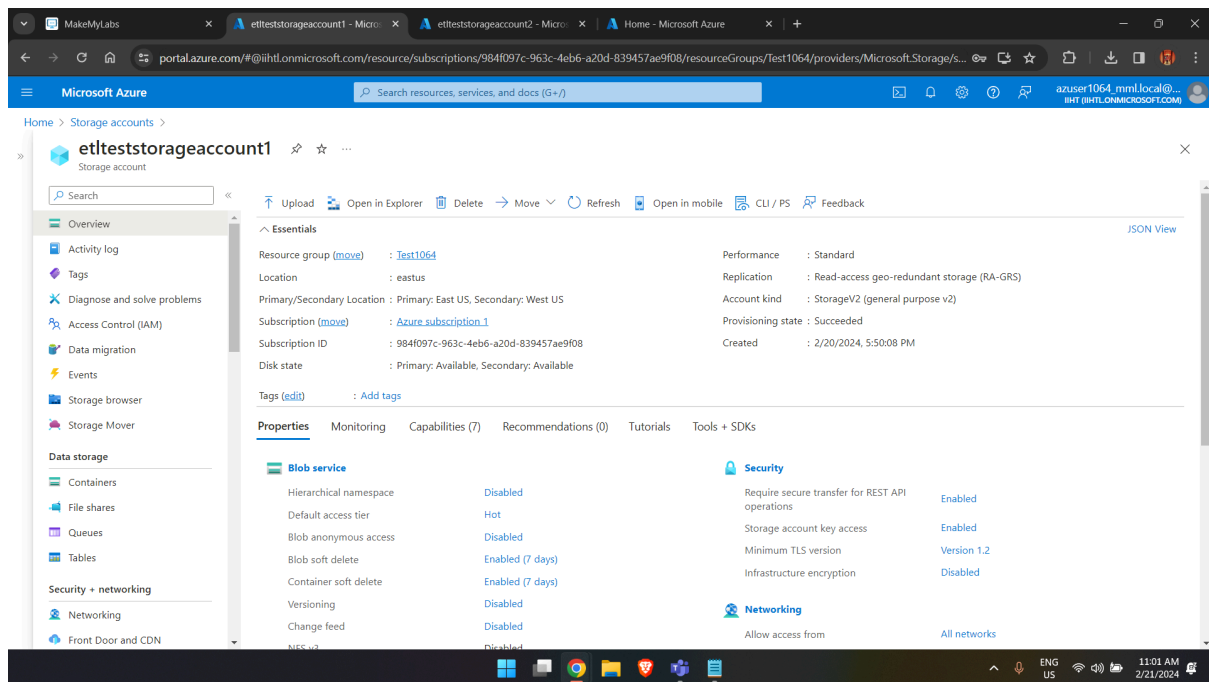 MakeMyLabs
etlteststorageaccount1 - Micros
etlteststorageaccount2 - Micros
Home - Microsoft Azure
portal.azure.com/#@iihtl.onmicrosoft.com/resource/subscriptions/984f097c-963c-4eb6-a20d-839457ae9f08/resourceGroups/Test1064/providers/Microsoft.Storage/s...
Microsoft Azure
Search resources, services, and docs (G+/)
azuser1064_mml.local@...
IIHT (IIHTL.ONMICROSOFT.COM)
Home > Storage accounts >
etlteststorageaccount1
Storage account
Search
Overview
Activity log
Tags
Diagnose and solve problems
Access Control (IAM)
Data migration
Events
Storage browser
Storage Mover
Data storage
Containers
File shares
Queues
Tables
Security + networking
Networking
Front Door and CDN
Upload Open in Explorer Delete Move Refresh Open in mobile CLI / PS Feedback
Essentials
JSON View
Resource group (move) : Test1064
Location : eastus
Primary/Secondary Location : Primary: East US, Secondary: West US
Subscription (move) : Azure subscription 1
Subscription ID : 984f097c-963c-4eb6-a20d-839457ae9f08
Disk state : Primary: Available, Secondary: Available
Performance : Standard
Replication : Read-access geo-redundant storage (RA-GRS)
Account kind : StorageV2 (general purpose v2)
Provisioning state : Succeeded
Created : 2/20/2024, 5:50:08 PM
Tags (edit) : Add tags
Properties Monitoring Capabilities (7) Recommendations (0) Tutorials Tools + SDKs
Blob service
Hierarchical namespace Disabled
Default access tier Hot
Blob anonymous access Disabled
Blob soft delete Enabled (7 days)
Container soft delete Enabled (7 days)
Versioning Disabled
Change feed Disabled
NFS v3 Disabled
Security
Require secure transfer for REST API
operations Enabled
Storage account key access Enabled
Minimum TLS version Version 1.2
Infrastructure encryption Disabled
Networking
Allow access from All networks
ENG
US
11:01 AM
2/21/2024